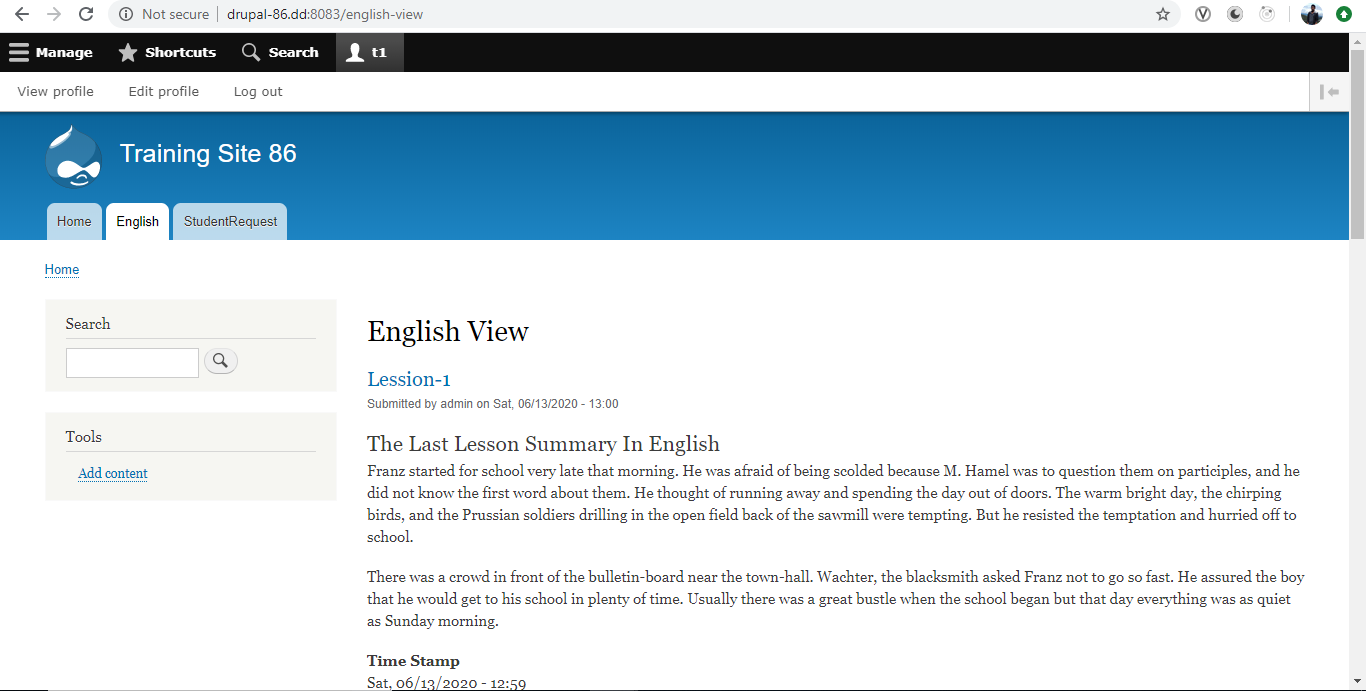 Not secure | drupal-86.dd:8083/english-view
Manage Shortcuts Search t1
View profile Edit profile Log out
Training Site 86
Home English StudentRequest
Home
Search
Tools
Add content
English View
Lession-1
Submitted by admin on Sat, 06/13/2020 - 13:00
The Last Lesson Summary In English
Franz started for school very late that morning. He was afraid of being scolded because M. Hamel was to question them on participles, and he
did not know the first word about them. He thought of running away and spending the day out of doors. The warm bright day, the chirping
birds, and the Prussian soldiers drilling in the open field back of the sawmill were tempting. But he resisted the temptation and hurried off to
school.
There was a crowd in front of the bulletin-board near the town-hall. Wachter, the blacksmith asked Franz not to go so fast. He assured the boy
that he would get to his school in plenty of time. Usually there was a great bustle when the school began but that day everything was as quiet
as Sunday morning.
Time Stamp
Sat, 06/13/2020 - 12:59